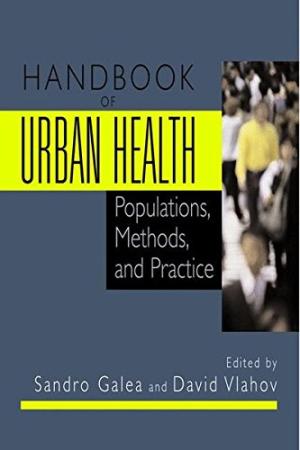 HANDBOOK
OF
URBAN HEALTH
Populations,
Methods,
and Practice
Edited by
Sandro Galea and David Vlahov